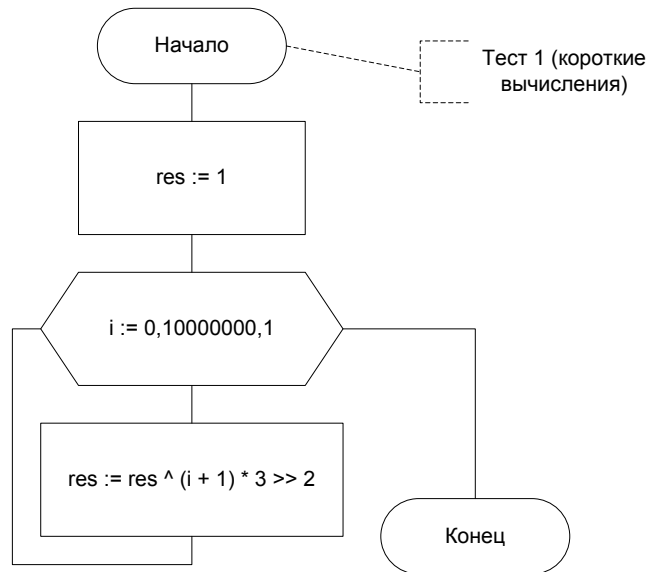 Начало
Тест 1 (короткие
вычисления)
res := 1
i := 0,10000000,1
res := res ^ (i + 1) * 3 >> 2
Конец